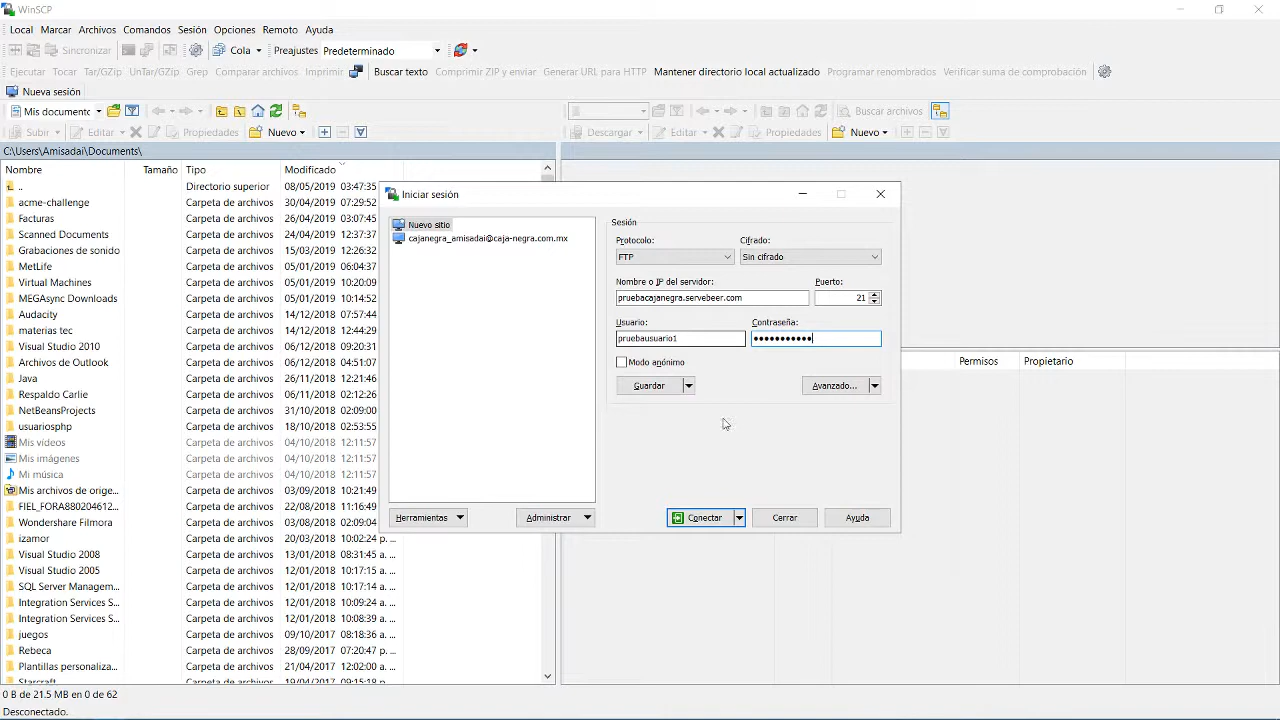 WinSCP
Local Marcar Archivos Comandos Sesión Opciones Remoto Ayuda
Sincronizar Cola Preajustes Predeterminado
Ejecutar Tocar Tar/GZip UnTar/GZip Grep Comparar archivos Imprimir Buscar texto Comprimir ZIP y enviar Generar URL para HTTP Mantener directorio local actualizado Programar renombrados Verificar suma de comprobación
Nueva sesión
Mis document Buscar archivos
Subir Editar Propiedades Nuevo Descargar Editar Propiedades Nuevo
C:\Users\Amisadai\Documents\
Nombre Tamaño Tipo Modificado
.. Directorio superior 08/05/2019 03:47:35
acme-challenge Carpeta de archivos 30/04/2019 07:29:52
Facturas Carpeta de archivos 26/04/2019 03:07:45
Scanned Documents Carpeta de archivos 24/04/2019 12:37:37
Grabaciones de sonido Carpeta de archivos 15/03/2019 12:26:32
MetLife Carpeta de archivos 05/01/2019 06:04:37
Virtual Machines Carpeta de archivos 05/01/2019 10:20:09
MEGAsync Downloads Carpeta de archivos 05/01/2019 10:14:52
Audacity Carpeta de archivos 14/12/2018 07:57:44
materias tec Carpeta de archivos 14/12/2018 12:44:29
Visual Studio 2010 Carpeta de archivos 06/12/2018 09:20:31
Archivos de Outlook Carpeta de archivos 06/12/2018 04:51:07
Java Carpeta de archivos 26/11/2018 12:21:46
Respaldo Carlie Carpeta de archivos 06/11/2018 02:12:26
NetBeansProjects Carpeta de archivos 31/10/2018 02:09:00
usuariosphp Carpeta de archivos 18/10/2018 02:53:55
Mis vídeos Carpeta de archivos 04/10/2018 12:11:57
Mis imágenes Carpeta de archivos 04/10/2018 12:11:57
Mi música Carpeta de archivos 04/10/2018 12:11:57
Mis archivos de orige... Carpeta de archivos 03/09/2018 10:21:49
FIEL_FORA880204612... Carpeta de archivos 22/08/2018 11:16:49
Wondershare Filmora Carpeta de archivos 03/08/2018 02:09:04
izamor Carpeta de archivos 20/03/2018 10:02:24 p. ...
Visual Studio 2008 Carpeta de archivos 13/01/2018 08:31:45 a. ...
Visual Studio 2005 Carpeta de archivos 12/01/2018 10:17:15 a. ...
SQL Server Managem... Carpeta de archivos 12/01/2018 10:17:14 a. ...
Integration Services S... Carpeta de archivos 12/01/2018 10:09:24 a. ...
Integration Services S... Carpeta de archivos 12/01/2018 10:08:39 a. ...
juegos Carpeta de archivos 09/10/2017 08:18:36 a. ...
Rebeca Carpeta de archivos 28/09/2017 07:20:47 p. ...
Plantillas personaliza... Carpeta de archivos 21/04/2017 12:02:00 a. ...
Starcraft Carpeta de archivos 19/04/2017 09:15:18 p. ...
0 B de 21.5 MB en 0 de 62
Desconectado.
Permisos Propietario
Iniciar sesión
Nuevo sitio
cajanegra_amisadai@caja-negra.com.mx
Sesión
Protocolo: Cifrado:
FTP Sin cifrado
Nombre o IP del servidor: Puerto:
pruebacajanegra.servebeer.com 21
Usuario: Contraseña:
pruebausuario1 •••••••••••
Modo anónimo
Guardar Avanzado...
Herramientas Administrar Conectar Cerrar Ayuda